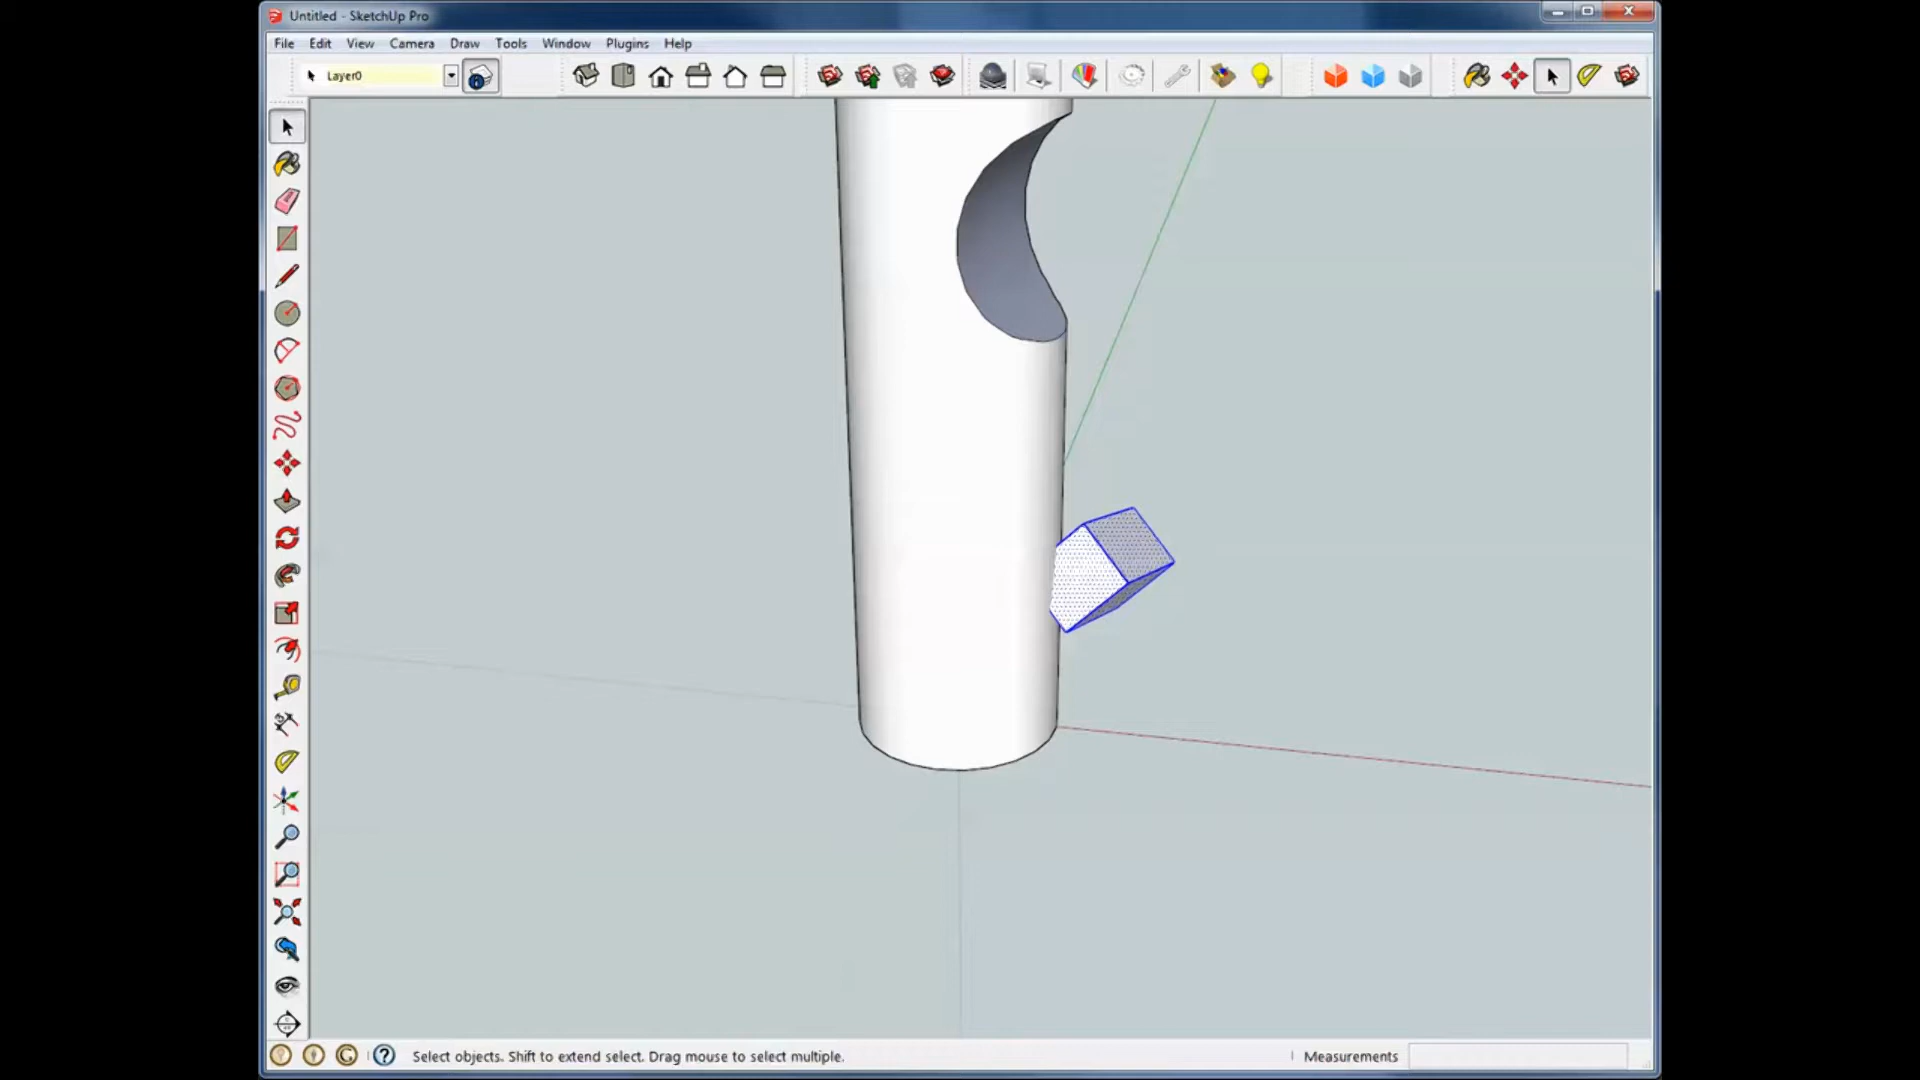 Untitled - SketchUp Pro
File Edit View Camera Draw Tools Window Plugins Help
Layer0
Select objects. Shift to extend select. Drag mouse to select multiple.
Measurements